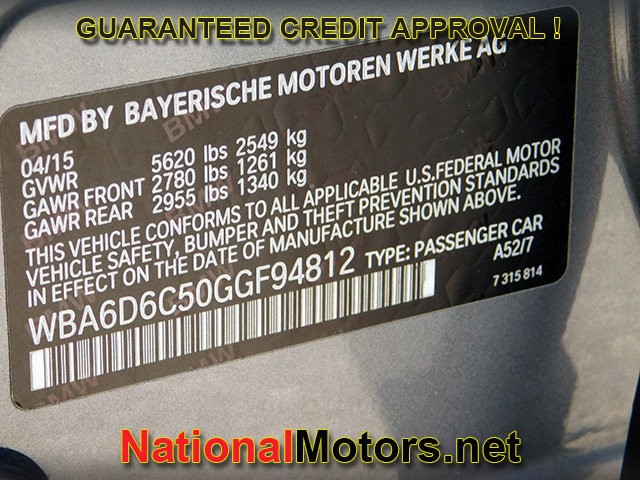 GUARANTEED CREDIT APPROVAL !
MFD BY BAYERISCHE MOTOREN WERKE AG
04/15 5620 lbs 2549 kg
GVWR
GAWR FRONT 2780 lbs 1261 kg
GAWR REAR 2955 lbs 1340 kg
THIS VEHICLE CONFORMS TO ALL APPLICABLE U.S.FEDERAL MOTOR
VEHICLE SAFETY, BUMPER AND THEFT PREVENTION STANDARDS
IN EFFECT ON THE DATE OF MANUFACTURE SHOWN ABOVE.
WBA6D6C50GGF94812 TYPE: PASSENGER CAR
A52/7
7 315 814
NationalMotors.net